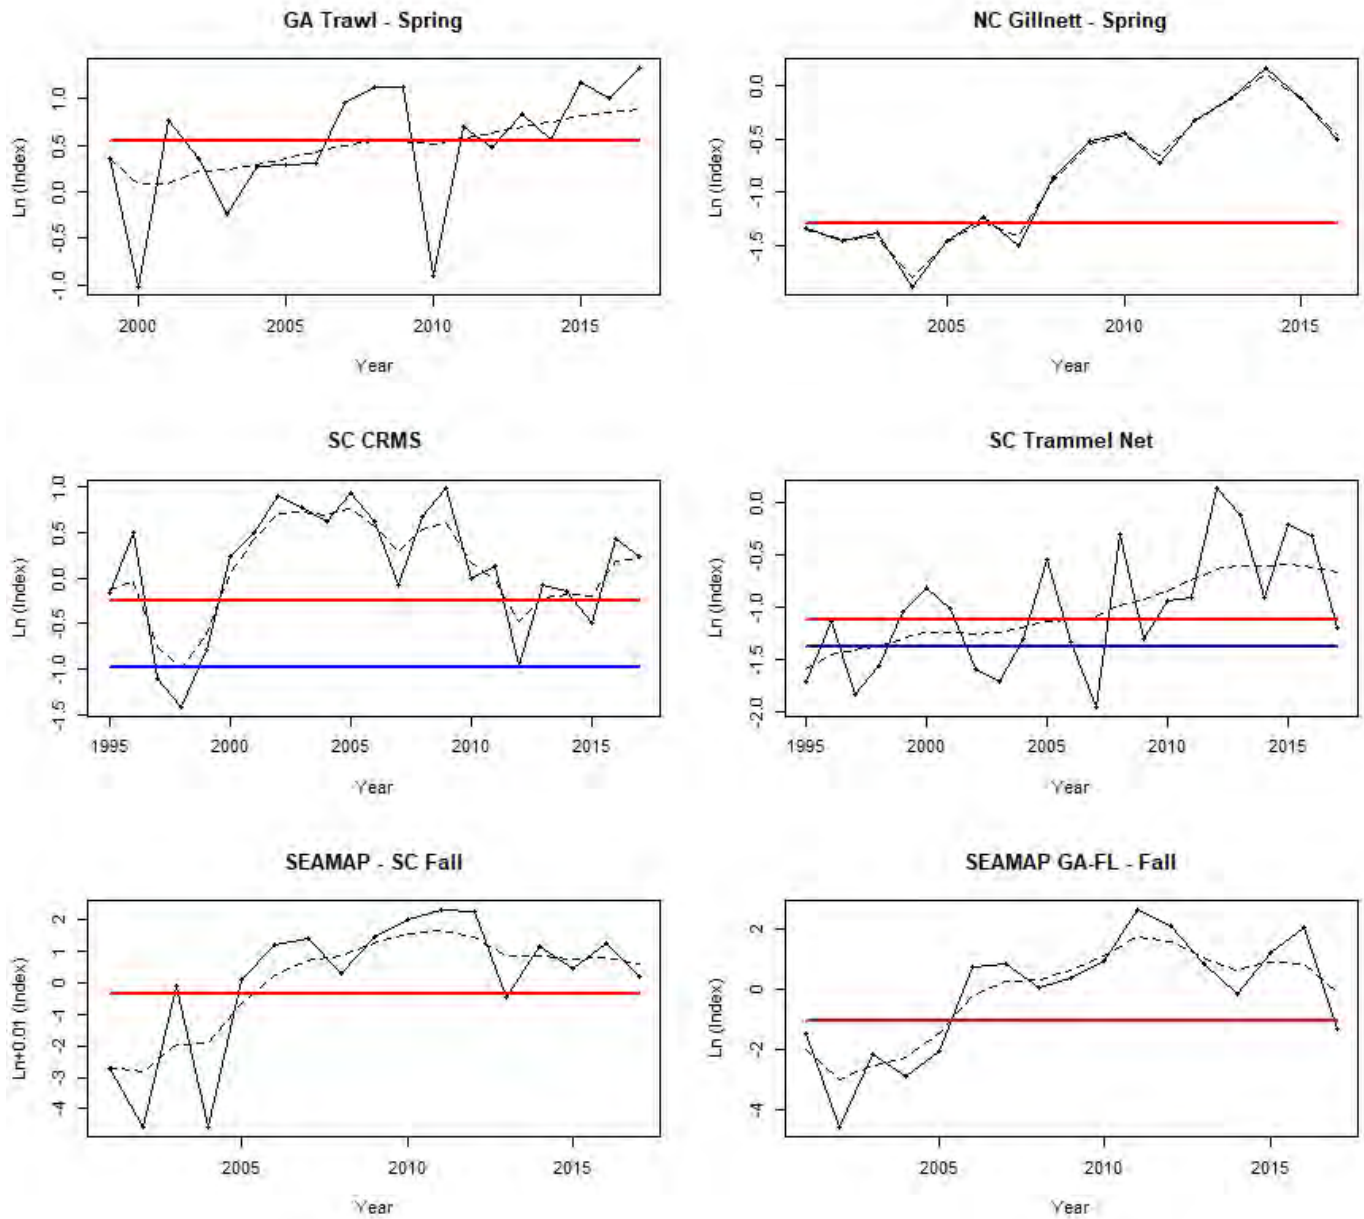 GA Trawl - Spring
Ln (Index)
1.0
0.5
0.0
-0.5
-1.0
2000 2005 2010 2015
Year
NC Gillnett - Spring
Ln (Index)
0.0
-0.5
-1.0
-1.5
2005 2010 2015
Year
SC CRMS
Ln (Index)
1.0
0.5
0.0
-0.5
-1.0
-1.5
1995 2000 2005 2010 2015
Year
SC Trammel Net
Ln (Index)
0.0
-0.5
-1.0
-1.5
-2.0
1995 2000 2005 2010 2015
Year
SEAMAP - SC Fall
Ln+0.01 (Index)
2
1
0
-1
-2
-3
-4
2005 2010 2015
Year
SEAMAP GA-FL - Fall
Ln (Index)
2
0
-2
-4
2005 2010 2015
Year